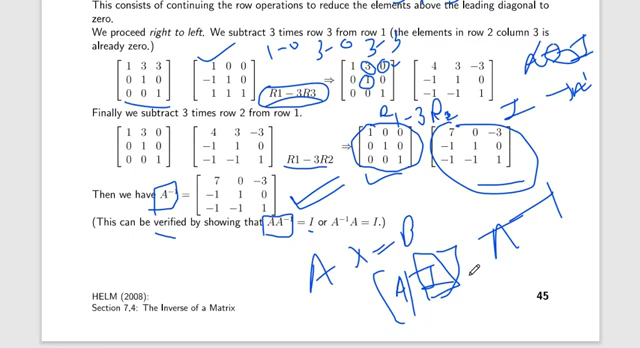 This consists of continuing the row operations to reduce the elements above the leading diagonal to
zero.
We proceed right to left. We subtract 3 times row 3 from row 1 (the elements in row 2 column 3 is
already zero.)
1-0 3-0 3-3
1 3 3 1 0 0 1 3 0 4 3 −3
0 1 0 −1 1 0 0 1 0 −1 1 0
0 0 1 1 1 1 R1 − 3R3 ⇒ 0 0 1 −1 −1 1
R1-3R2
Finally we subtract 3 times row 2 from row 1.
1 3 0 4 3 −3 1 0 0 7 0 −3
0 1 0 −1 1 0 ⇒ 0 1 0 −1 1 0
0 0 1 −1 −1 1 R1 − 3R2 0 0 1 −1 −1 1
7 0 −3
Then we have A⁻¹ = −1 1 0
−1 −1 1
(This can be verified by showing that AA⁻¹ = I or A⁻¹A = I.)
A x = B
[A|I]
HELM (2008):
Section 7.4: The Inverse of a Matrix
45